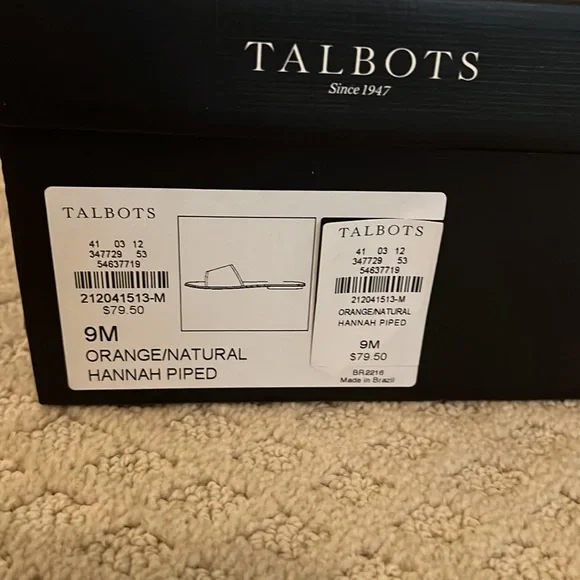 TALBOTS
Since 1947
TALBOTS
41 03 12
347729 53
54637719
212041513-M
$79.50
9M
ORANGE/NATURAL
HANNAH PIPED
TALBOTS
41 03 12
347729 53
54637719
212041513-M
ORANGE/NATURAL
HANNAH PIPED
9M
$79.50
BR2216
Made in Brazil